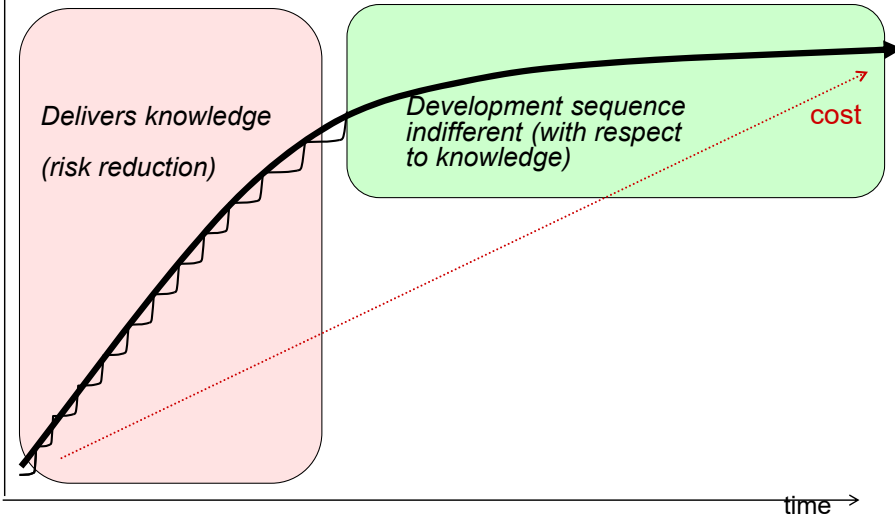 Delivers knowledge
(risk reduction)
Development sequence
indifferent (with respect
to knowledge)
cost
time